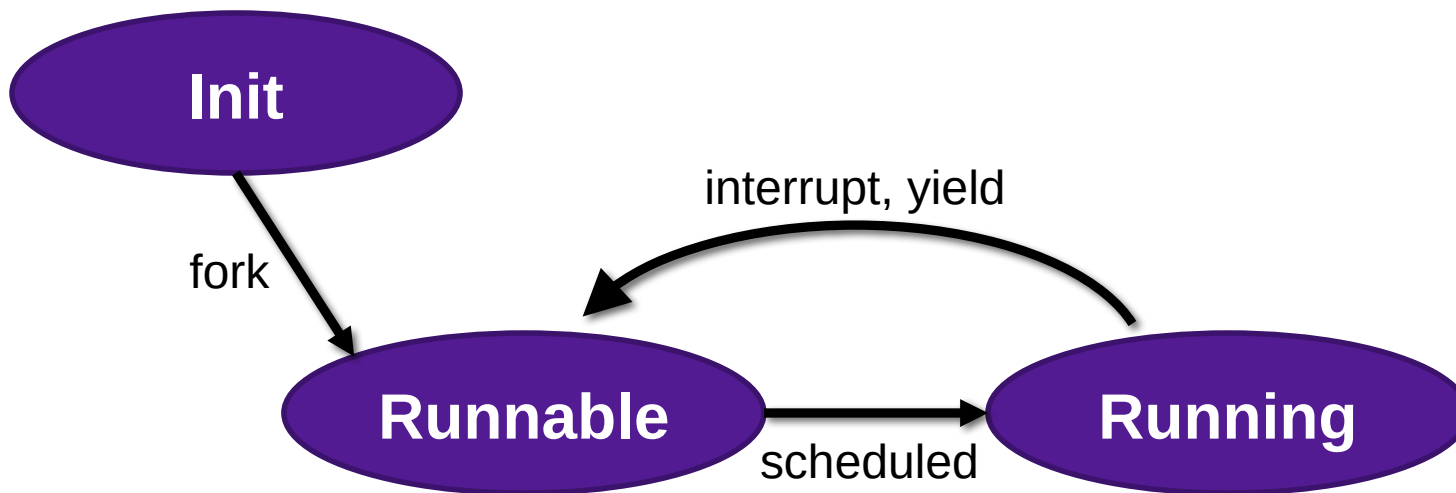 Init
interrupt, yield
fork
Runnable
scheduled
Running